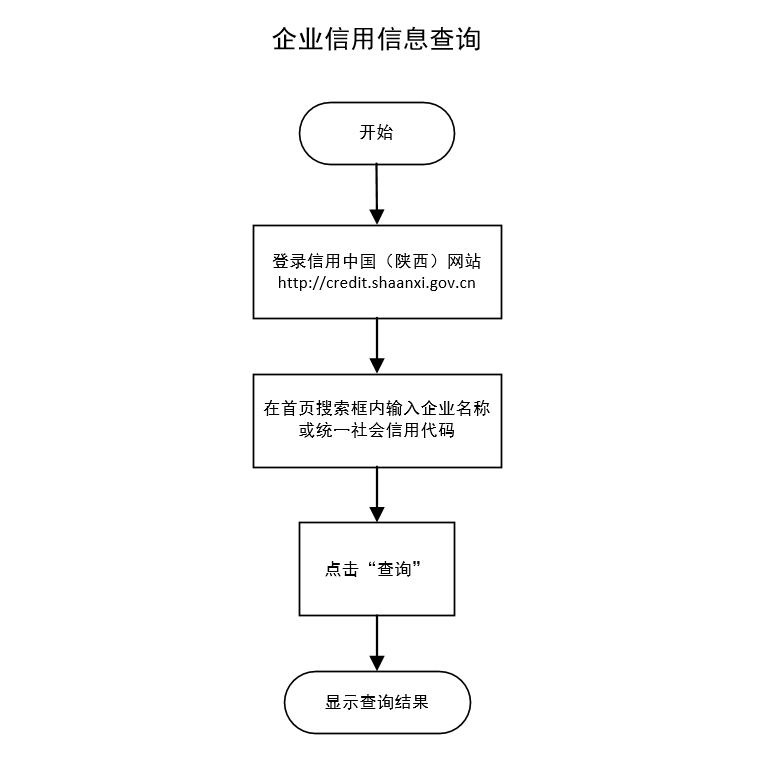 企业信用信息查询
开始
登录信用中国（陕西）网站
http://credit.shaanxi.gov.cn
在首页搜索框内输入企业名称
或统一社会信用代码
点击“查询”
显示查询结果